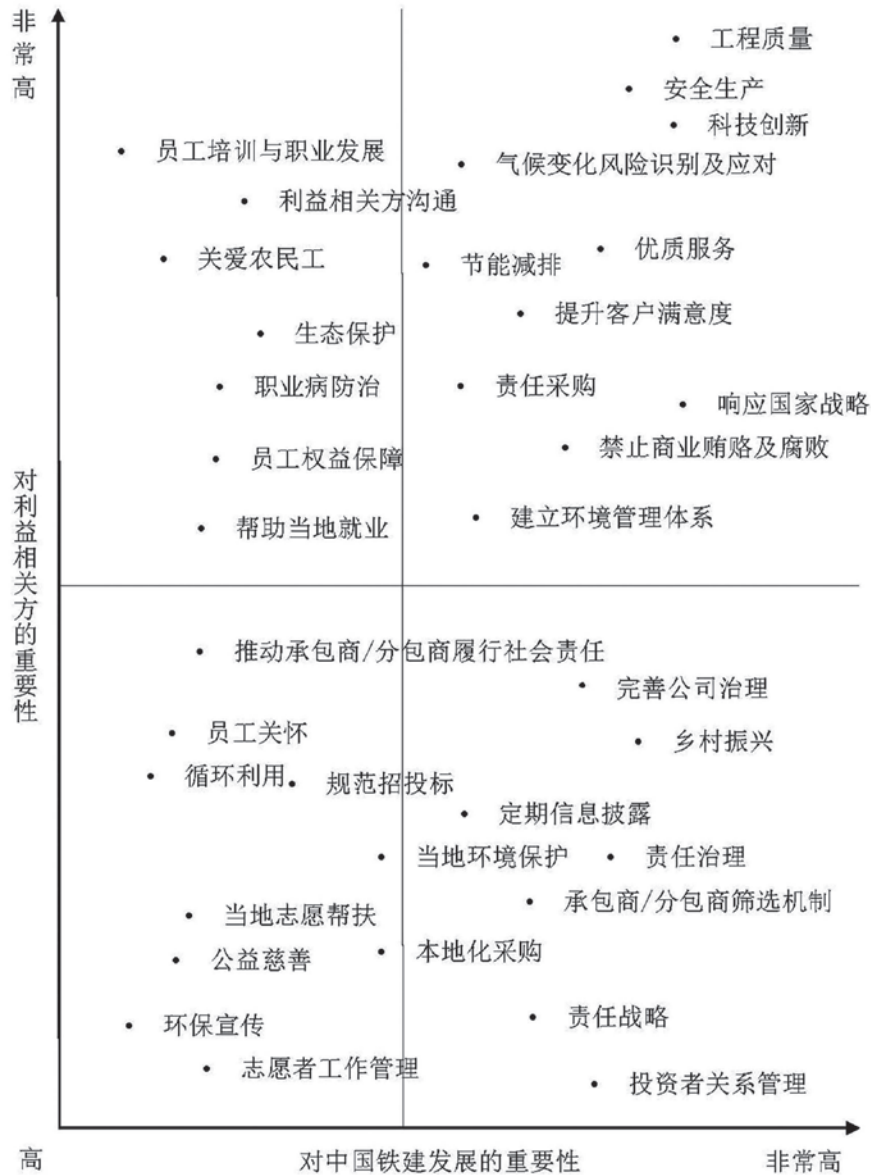 非常高
工程质量
安全生产
科技创新
员工培训与职业发展
气候变化风险识别及应对
利益相关方沟通
优质服务
关爱农民工
节能减排
提升客户满意度
生态保护
职业病防治
责任采购
响应国家战略
禁止商业贿赂及腐败
员工权益保障
对利益相关方的重要性
建立环境管理体系
帮助当地就业
推动承包商/分包商履行社会责任
完善公司治理
员工关怀
乡村振兴
循环利用
规范招投标
定期信息披露
当地环境保护
责任治理
承包商/分包商筛选机制
当地志愿帮扶
本地化采购
公益慈善
责任战略
环保宣传
志愿者工作管理
投资者关系管理
高
对中国铁建发展的重要性
非常高